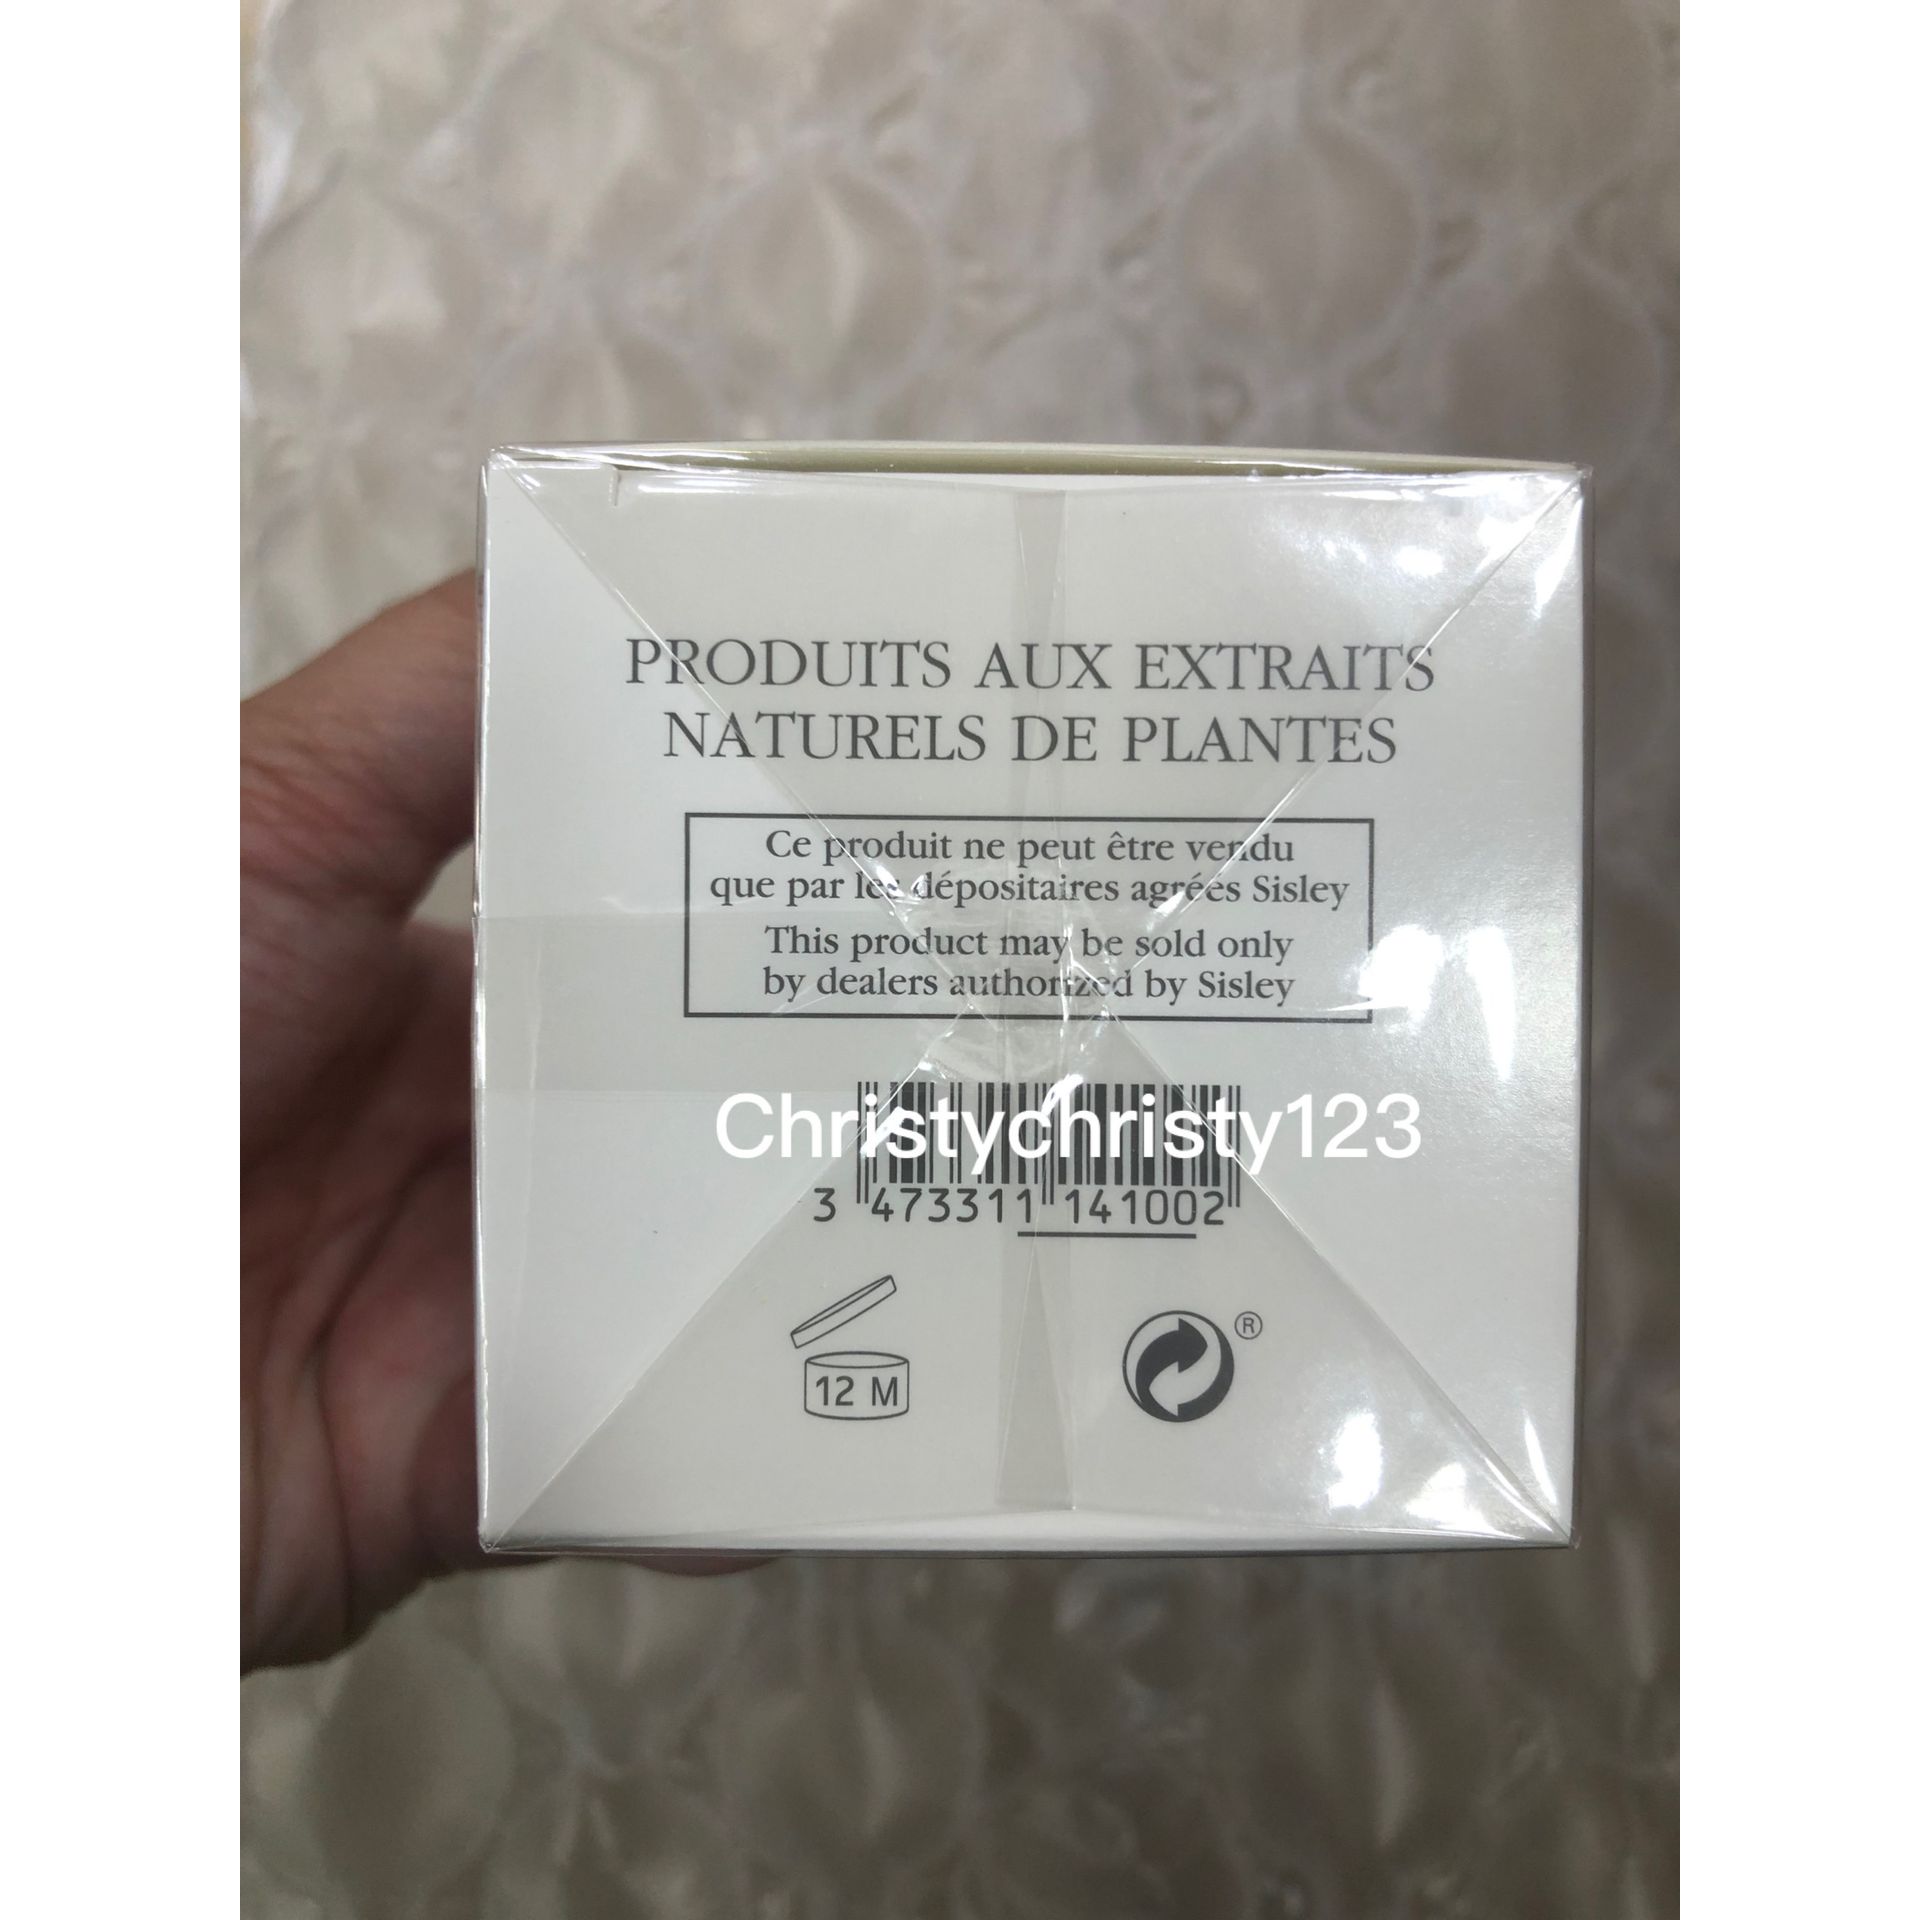 PRODUITS AUX EXTRAITS
NATURELS DE PLANTES
Ce produit ne peut être vendu
que par les dépositaires agréés Sisley
This product may be sold only
by dealers authorized by Sisley
Christychristy123
3 473311 141002
12 M
®